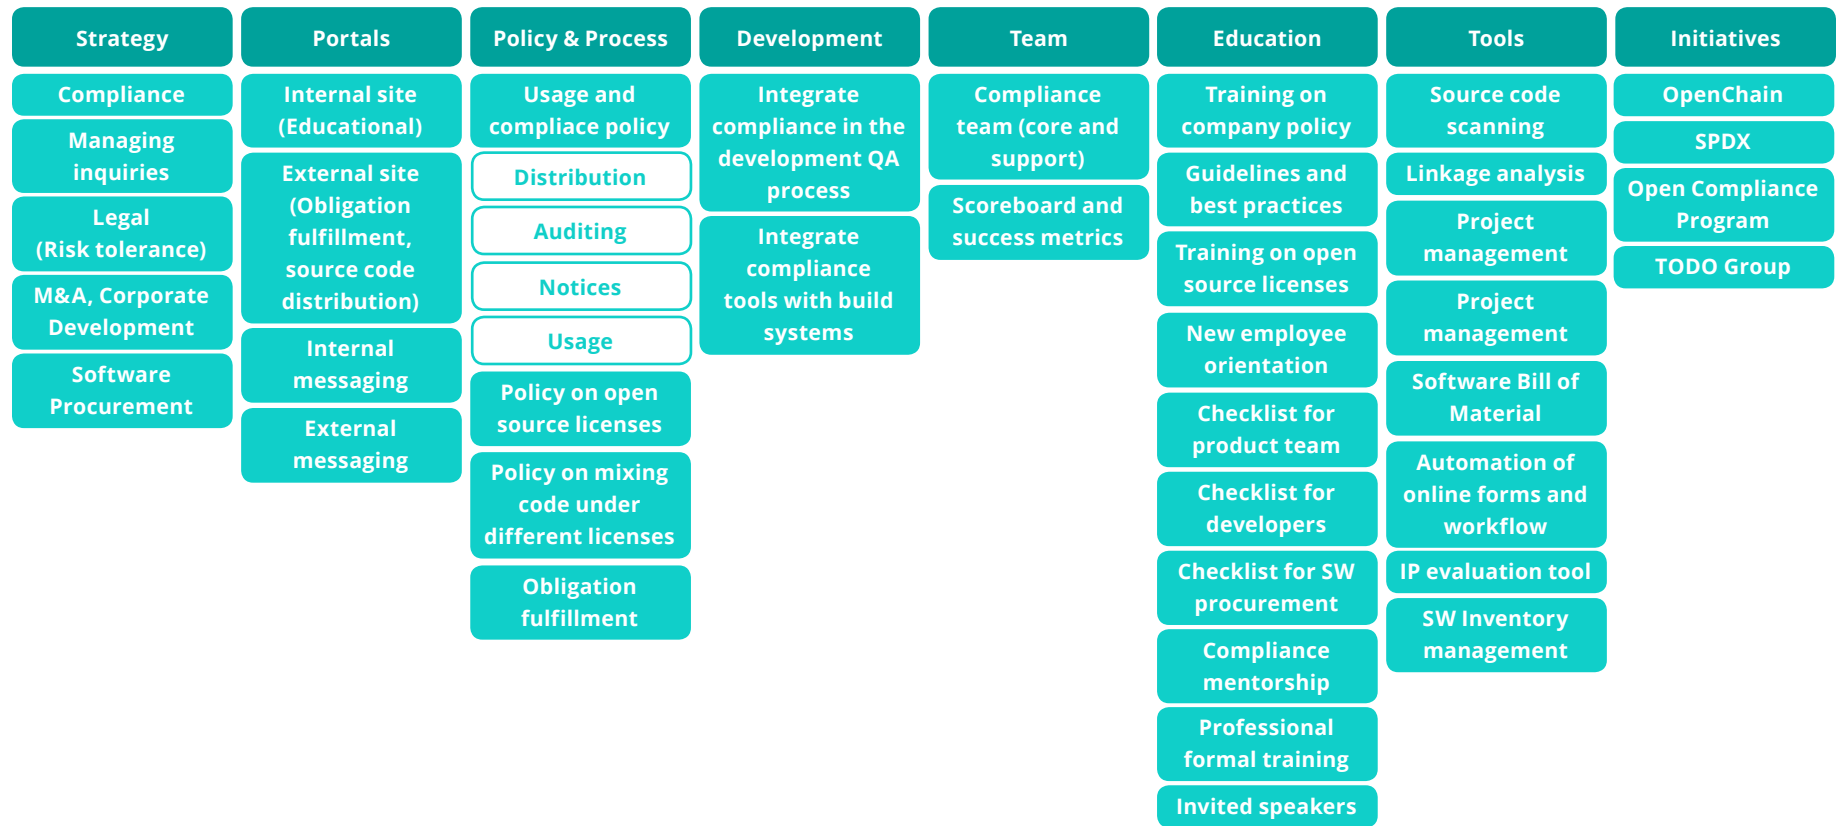 Strategy
Compliance
Managing
inquiries
Legal
(Risk tolerance)
M&A, Corporate
Development
Software
Procurement
Portals
Internal site
(Educational)
External site
(Obligation
fulfillment,
source code
distribution)
Internal
messaging
External
messaging
Policy & Process
Usage and
compliace policy
Distribution
Auditing
Notices
Usage
Policy on open
source licenses
Policy on mixing
code under
different licenses
Obligation
fulfillment
Development
Integrate
compliance in the
development QA
process
Integrate
compliance
tools with build
systems
Team
Compliance
team (core and
support)
Scoreboard and
success metrics
Education
Training on
company policy
Guidelines and
best practices
Training on open
source licenses
New employee
orientation
Checklist for
product team
Checklist for
developers
Checklist for SW
procurement
Compliance
mentorship
Professional
formal training
Invited speakers
Tools
Source code
scanning
Linkage analysis
Project
management
Project
management
Software Bill of
Material
Automation of
online forms and
workflow
IP evaluation tool
SW Inventory
management
Initiatives
OpenChain
SPDX
Open Compliance
Program
TODO Group